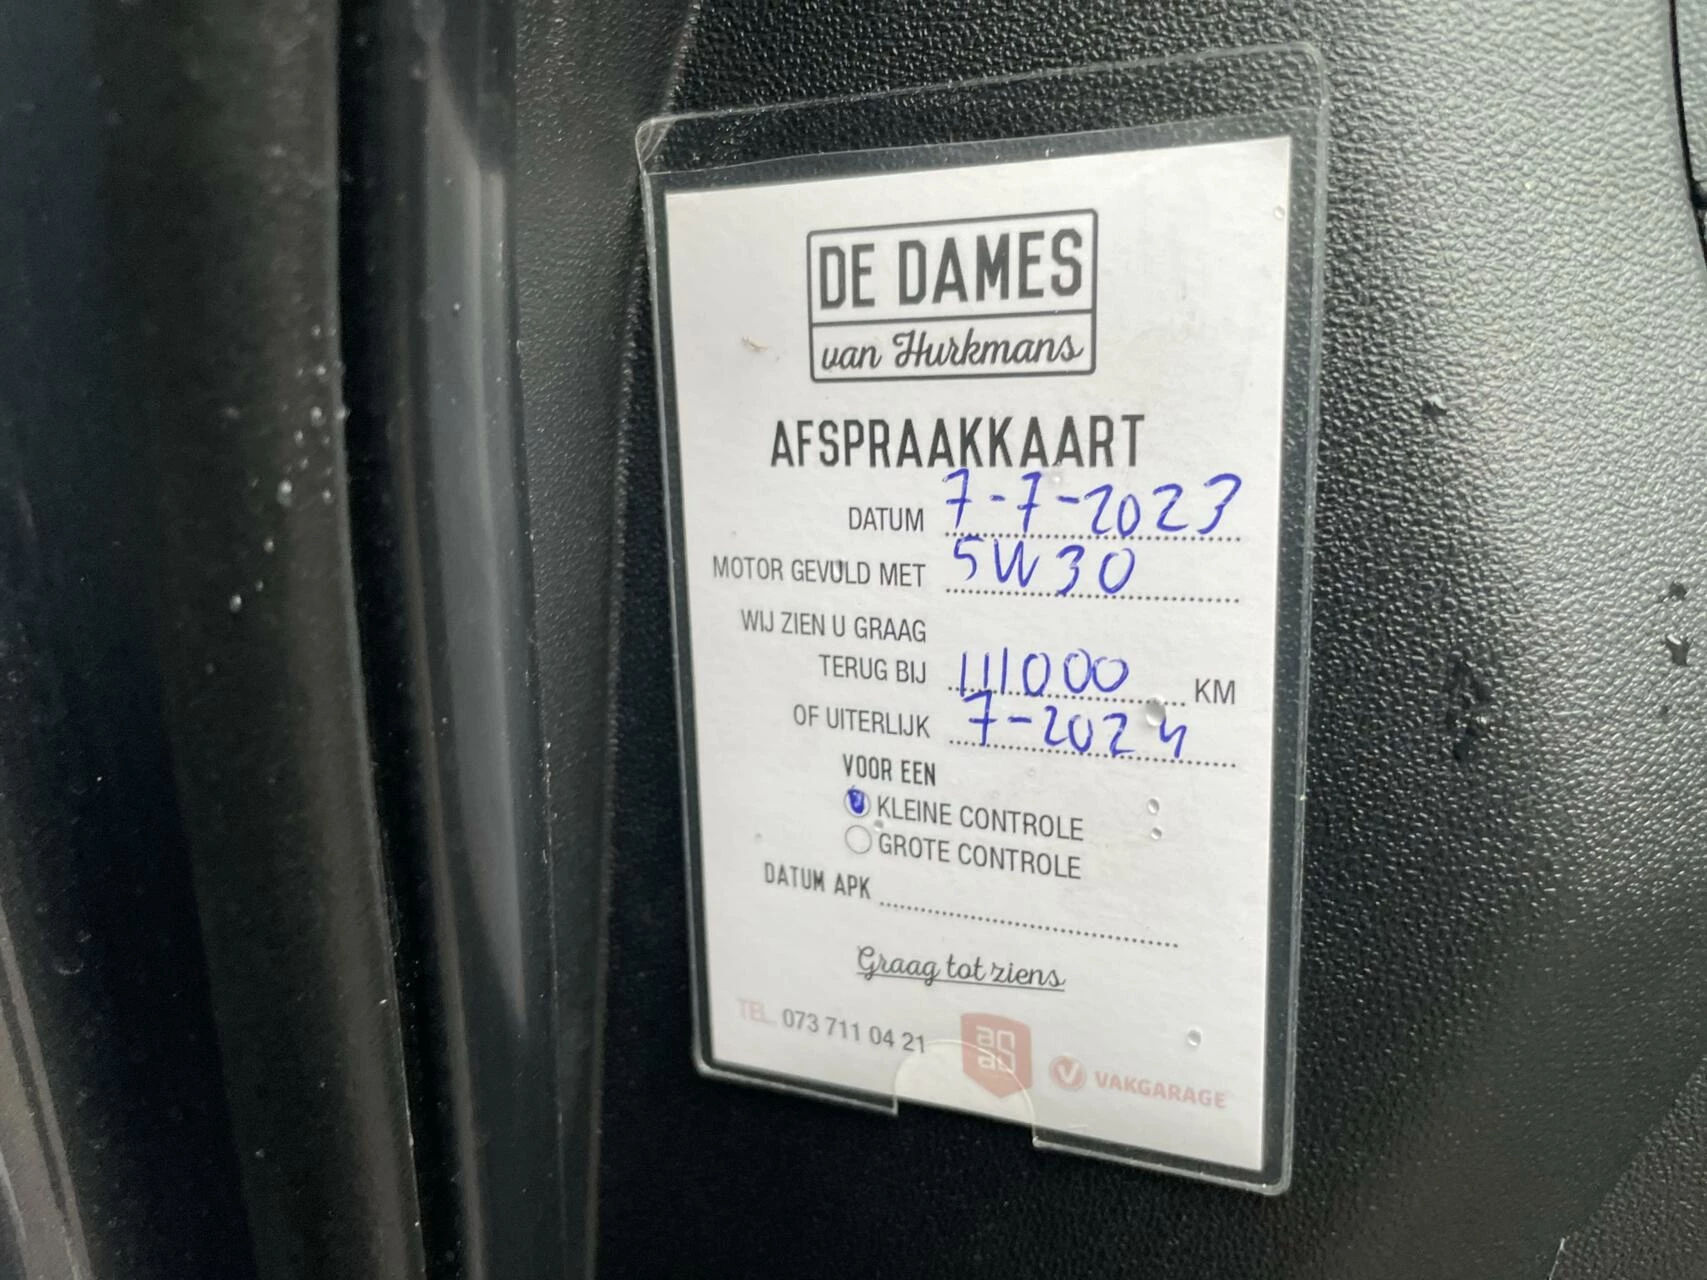 DE DAMES
van Hurkmans
AFSPRAAKKAART
DATUM 7-7-2023
MOTOR GEVULD MET 5W30
WIJ ZIEN U GRAAG
TERUG BIJ 111000 KM
OF UITERLIJK 7-2024
VOOR EEN
KLEINE CONTROLE
GROTE CONTROLE
DATUM APK
Graag tot ziens
TEL. 073 711 04 21
VAKGARAGE